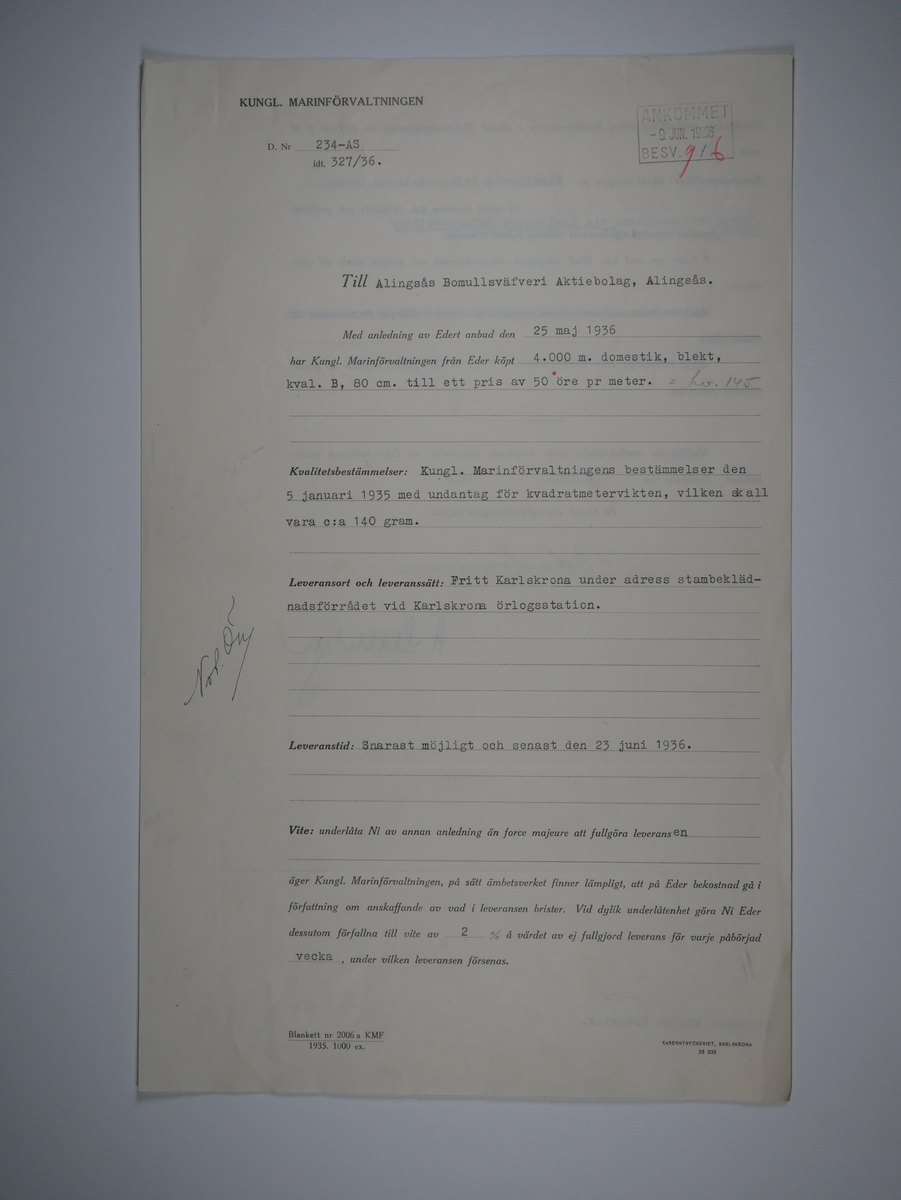 KUNGL. MARINFÖRVALTNINGEN
ANKOMMET
-9. JUN. 1936
BESV. 9/6
D. Nr 234-AS
idt. 327/36.
Till Alingsås Bomullsväfveri Aktiebolag, Alingsås.
Med anledning av Edert anbud den 25 maj 1936
har Kungl. Marinförvaltningen från Eder köpt 4.000 m. domestik, blekt,
kval. B, 80 cm. till ett pris av 50 öre pr meter. = 145
Kvalitetsbestämmelser: Kungl. Marinförvaltningens bestämmelser den
5 januari 1935 med undantag för kvadratmetervikten, vilken skall
vara c:a 140 gram.
Leveransort och leveranssätt: Fritt Karlskrona under adress stambekläd-
nadsförrådet vid Karlskrona örlogsstation.
Leveranstid: Snarast möjligt och senast den 23 juni 1936.
Vite: underlåta Ni av annan anledning än force majeure att fullgöra leveransen
äger Kungl. Marinförvaltningen, på sätt ämbetsverket finner lämpligt, att på Eder bekostnad gå i
författning om anskaffande av vad i leveransen brister. Vid dylik underlåtenhet göra Ni Eder
dessutom förfallna till vite av 2 % å värdet av ej fullgjord leverans för varje påbörjad
vecka, under vilken leveransen försenas.
Blankett nr 2006 a KMF
1935. 1000 ex.
KABERNTRYCKERIET, KARLSKRONA